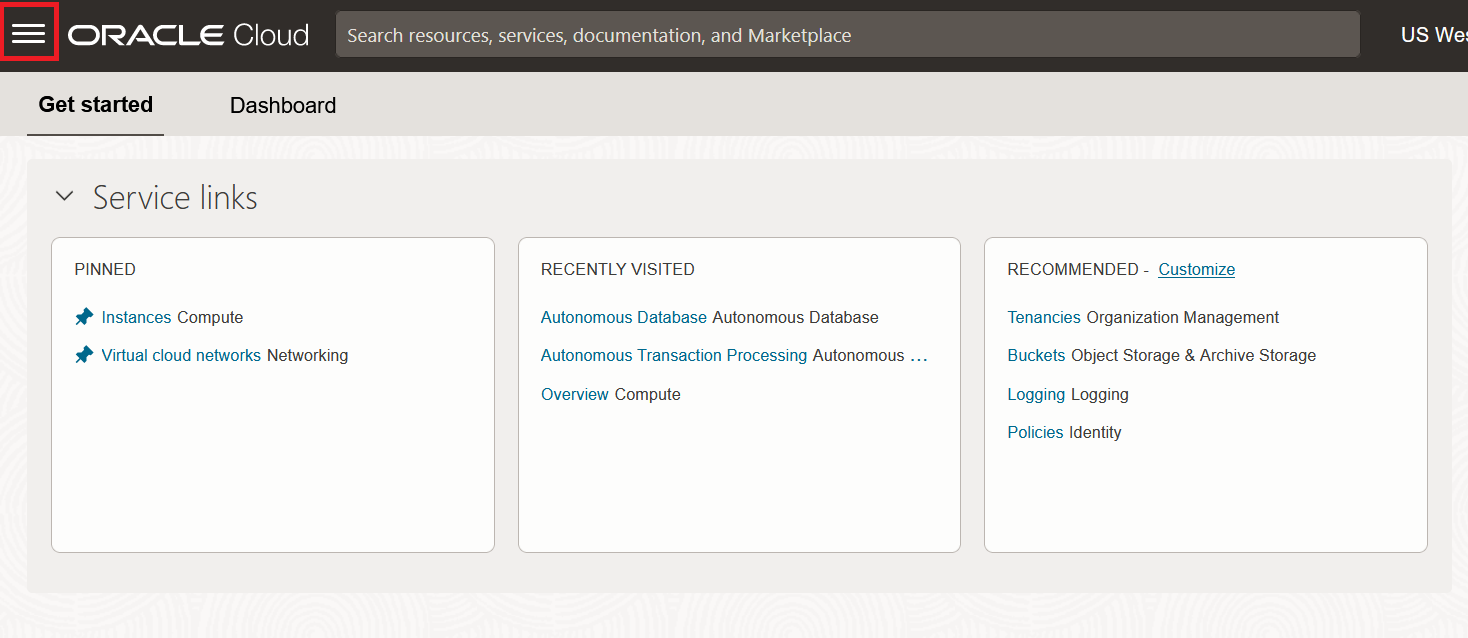 ORACLE Cloud
Search resources, services, documentation, and Marketplace
US Wes
Get started
Dashboard
Service links
PINNED
Instances Compute
Virtual cloud networks Networking
RECENTLY VISITED
Autonomous Database Autonomous Database
Autonomous Transaction Processing Autonomous ...
Overview Compute
RECOMMENDED - Customize
Tenancies Organization Management
Buckets Object Storage & Archive Storage
Logging Logging
Policies Identity